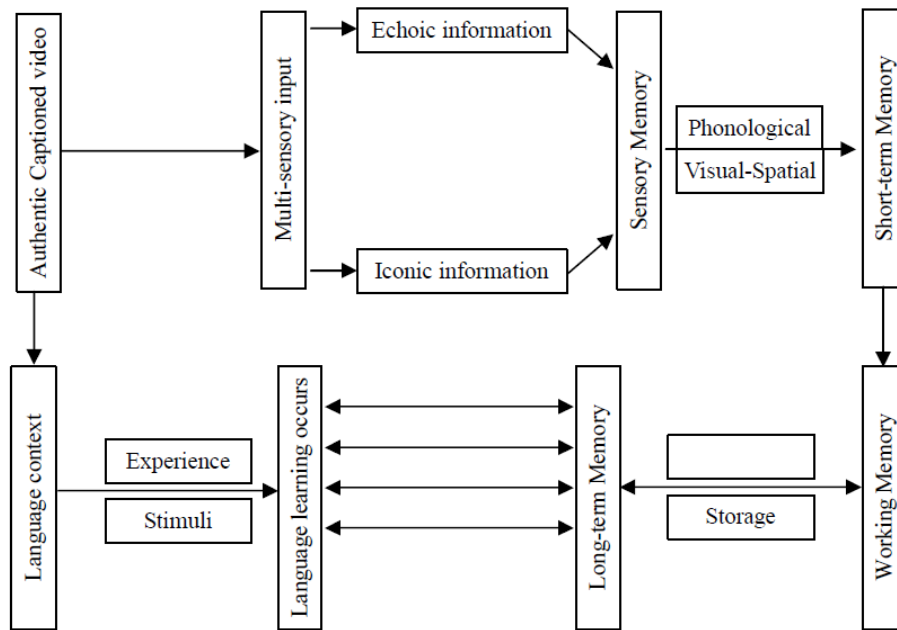 Authentic Captioned video
Multi-sensory input
Echoic information
Iconic information
Sensory Memory
Phonological
Visual-Spatial
Short-term Memory
Language context
Experience
Stimuli
Language learning occurs
Long-term Memory
Storage
Working Memory